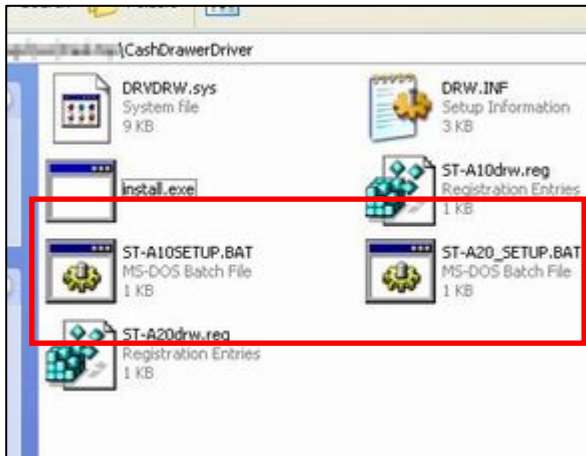 \CashDrawerDriver
DRVDRW.sys
System file
9 KB
DRW.INF
Setup Information
3 KB
install.exe
ST-A10drw.reg
Registration Entries
1 KB
ST-A10SETUP.BAT
MS-DOS Batch File
1 KB
ST-A20_SETUP.BAT
MS-DOS Batch File
1 KB
ST-A20drw.reg
Registration Entries
1 KB